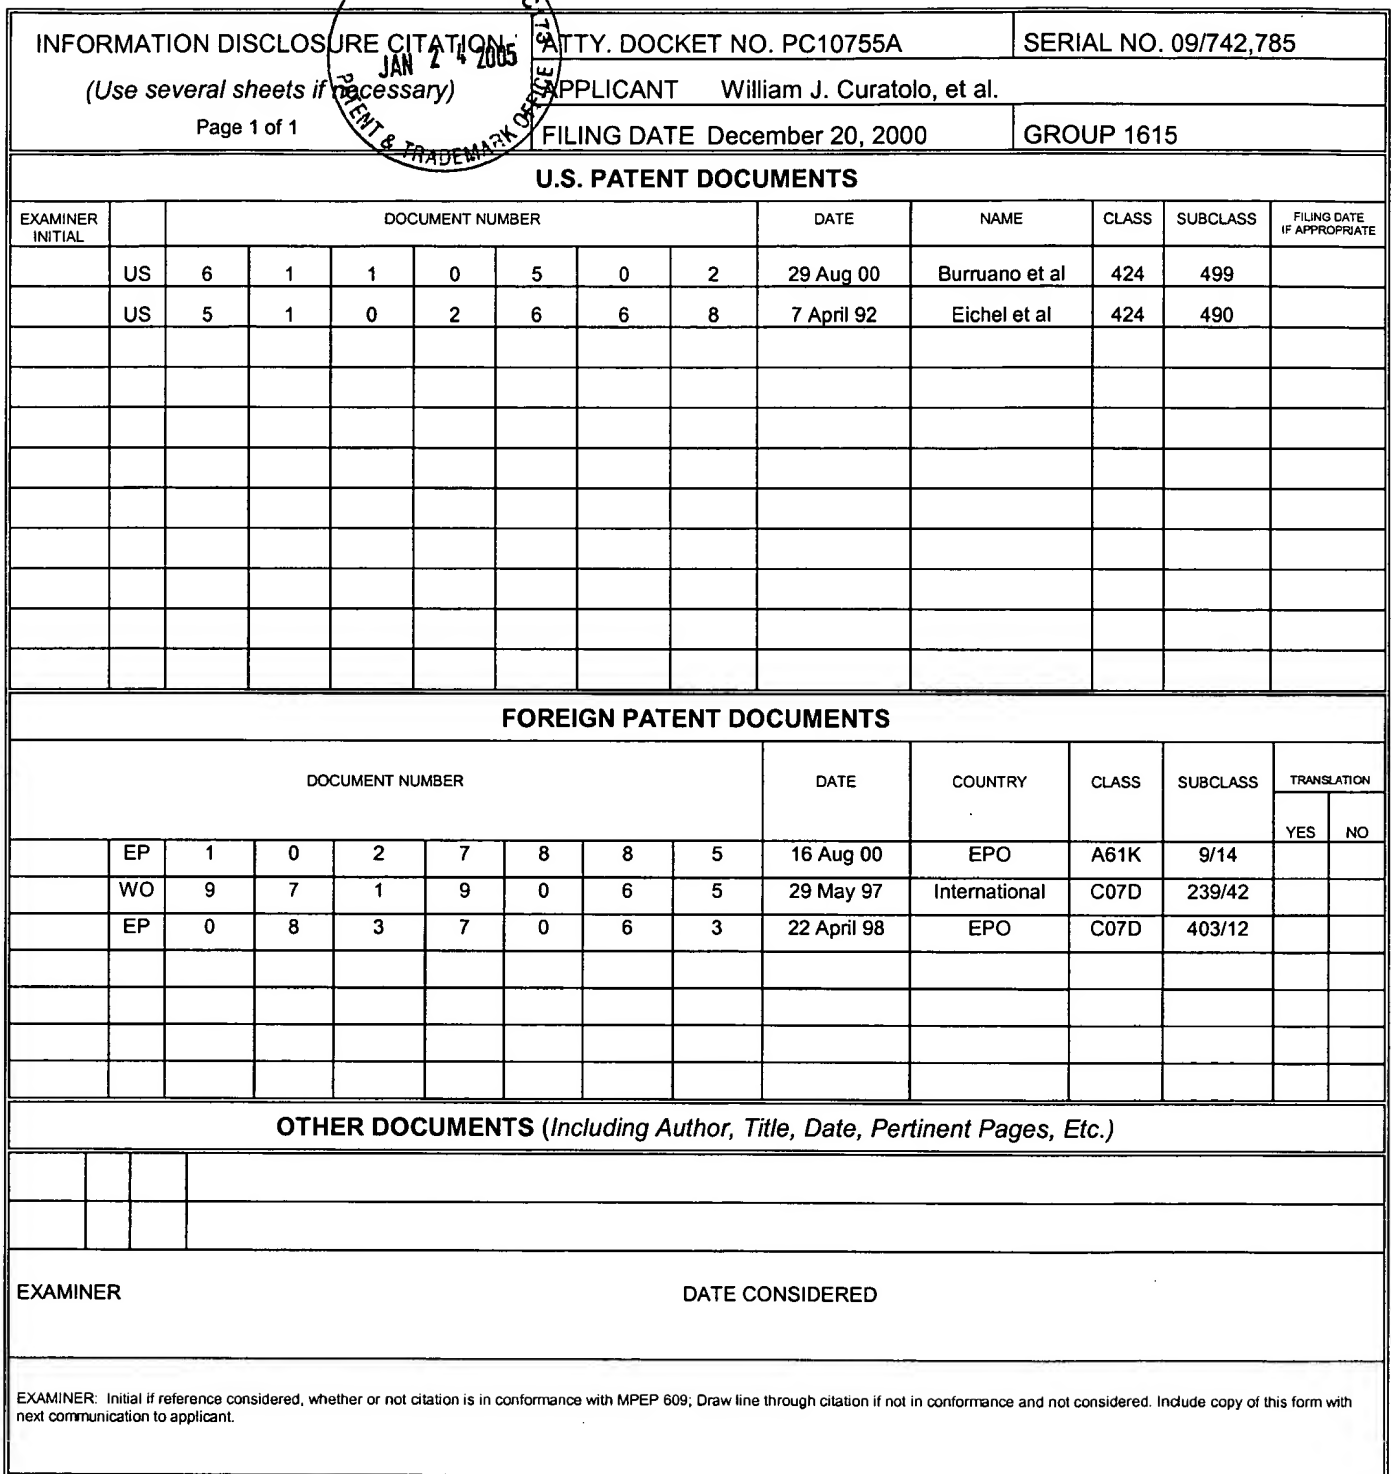 INFORMATION DISCLOSURE CITATION
(Use several sheets if necessary)
Page 1 of 1
JAN 2 4 2005
PATENT & TRADEMARK OFFICE
ATTY. DOCKET NO. PC10755A
SERIAL NO. 09/742,785
APPLICANT William J. Curatolo, et al.
FILING DATE December 20, 2000
GROUP 1615
U.S. PATENT DOCUMENTS
EXAMINER INITIAL DOCUMENT NUMBER DATE NAME CLASS SUBCLASS FILING DATE IF APPROPRIATE
US 6 1 1 0 5 0 2 29 Aug 00 Burruano et al 424 499
US 5 1 0 2 6 6 8 7 April 92 Eichel et al 424 490
FOREIGN PATENT DOCUMENTS
DOCUMENT NUMBER DATE COUNTRY CLASS SUBCLASS TRANSLATION
YES NO
EP 1 0 2 7 8 8 5 16 Aug 00 EPO A61K 9/14
WO 9 7 1 9 0 6 5 29 May 97 International C07D 239/42
EP 0 8 3 7 0 6 3 22 April 98 EPO C07D 403/12
OTHER DOCUMENTS (Including Author, Title, Date, Pertinent Pages, Etc.)
EXAMINER DATE CONSIDERED
EXAMINER: Initial if reference considered, whether or not citation is in conformance with MPEP 609; Draw line through citation if not in conformance and not considered. Include copy of this form with
next communication to applicant.